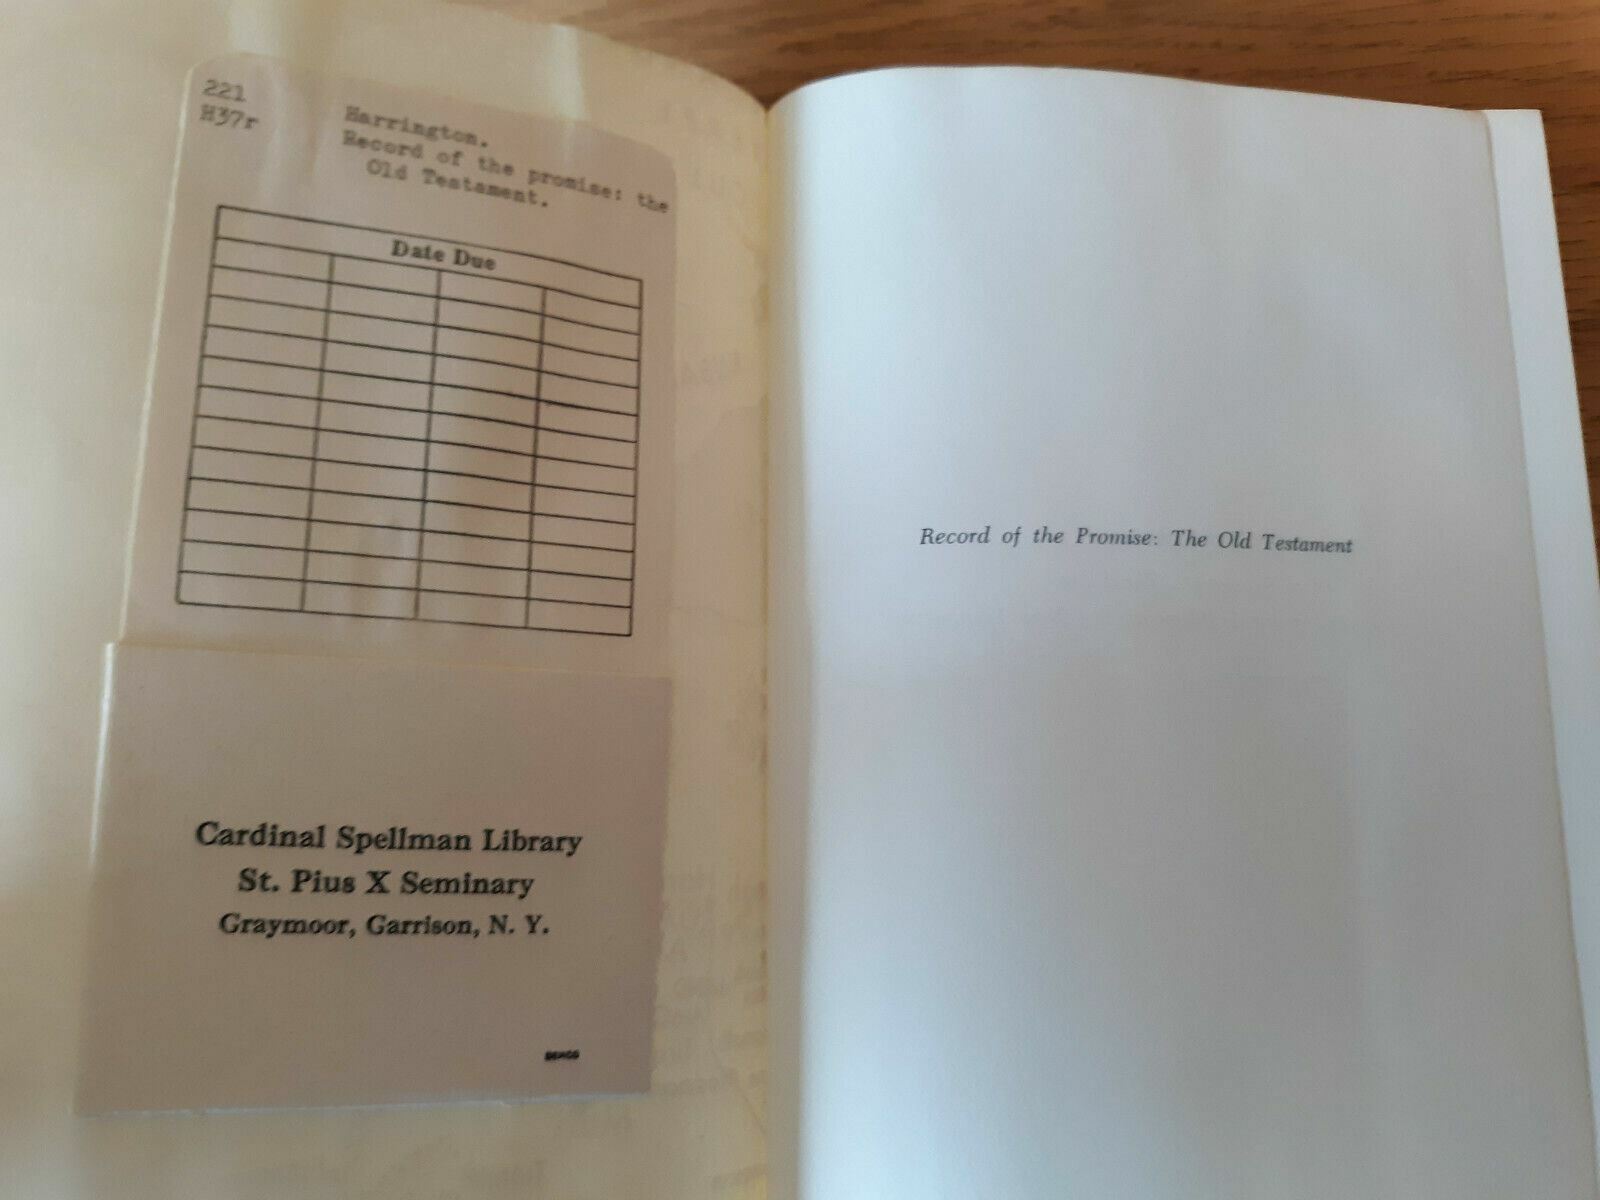 221
H37r
Harrington.
Record of the promise: the
Old Testament.
Date Due
Cardinal Spellman Library
St. Pius X Seminary
Graymoor, Garrison, N. Y.
DEMCO
Record of the Promise: The Old Testament